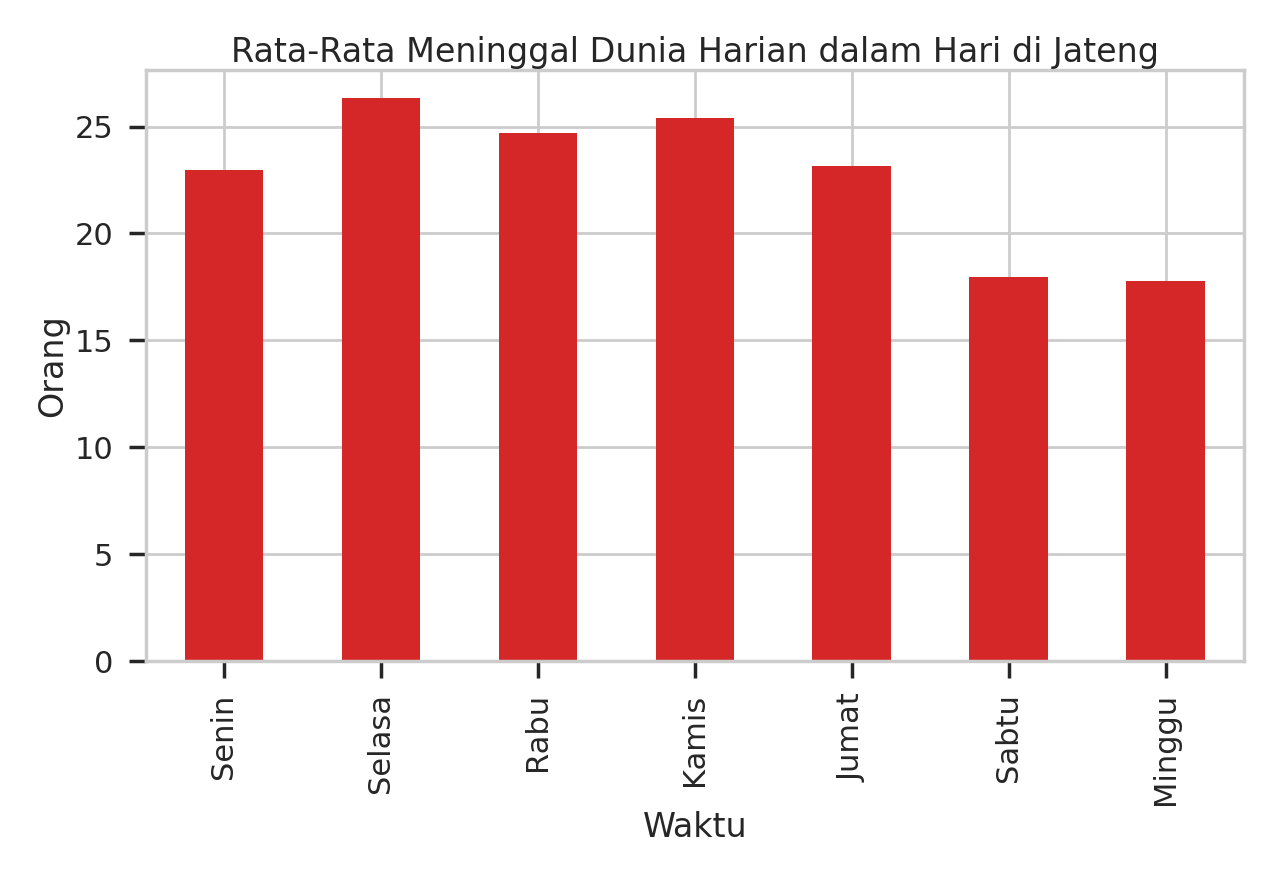 Rata-Rata Meninggal Dunia Harian dalam Hari di Jateng
Orang
25
20
15
10
5
0
Senin
Selasa
Rabu
Kamis
Jumat
Sabtu
Minggu
Waktu